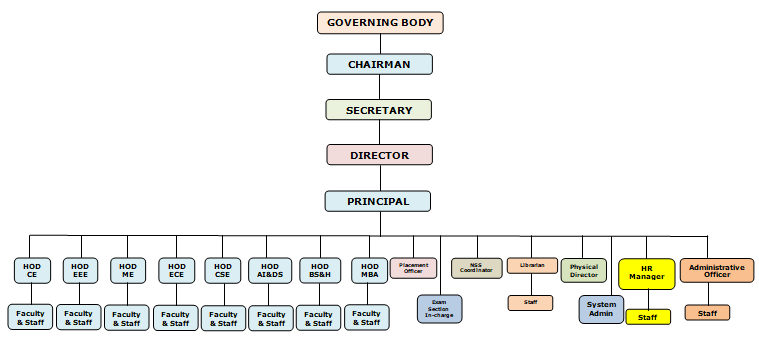 GOVERNING BODY
CHAIRMAN
SECRETARY
DIRECTOR
PRINCIPAL
HOD
CE
HOD
EEE
HOD
ME
HOD
ECE
HOD
CSE
HOD
AI&DS
HOD
BS&H
HOD
MBA
Placement
Officer
NSS
Coordinator
Librarian
Physical
Director
HR
Manager
Administrative
Officer
Exam
Section
In-charge
System
Admin
Faculty
& Staff
Faculty
& Staff
Faculty
& Staff
Faculty
& Staff
Faculty
& Staff
Faculty
& Staff
Faculty
& Staff
Faculty
& Staff
Staff
Staff
Staff